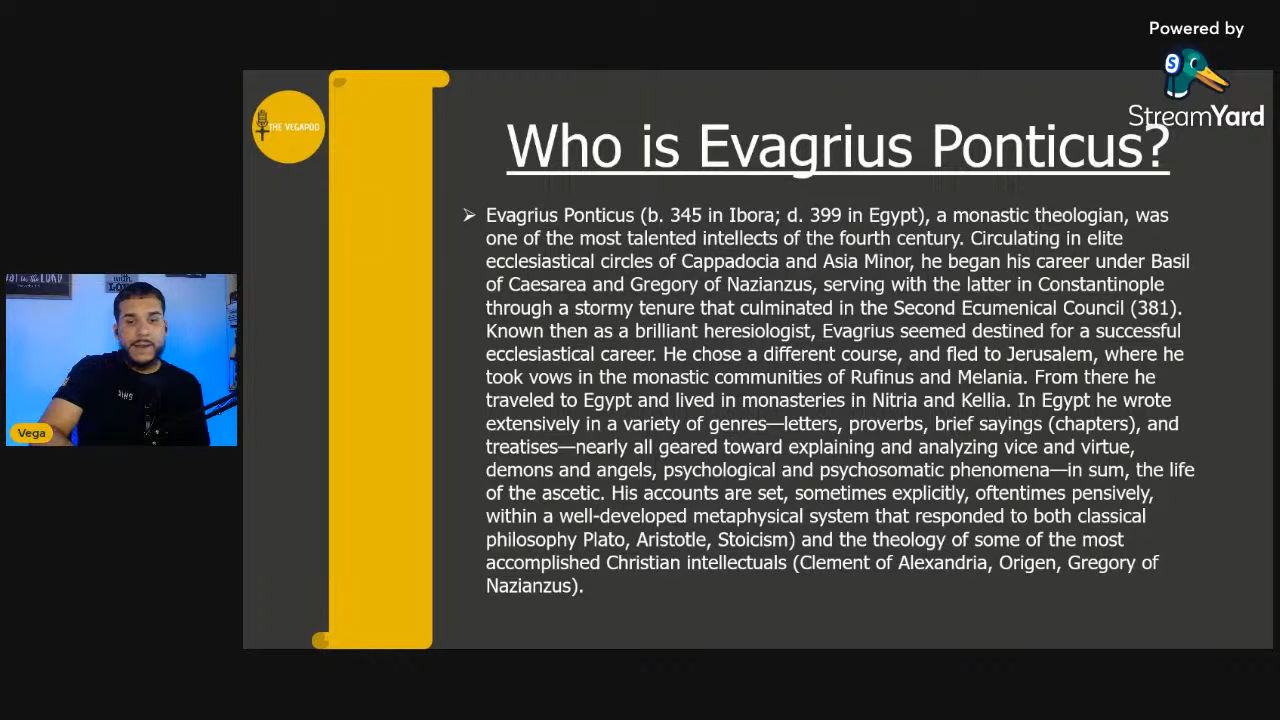 Powered by
StreamYard
THE VEGAPOD
Who is Evagrius Ponticus?
➢ Evagrius Ponticus (b. 345 in Ibora; d. 399 in Egypt), a monastic theologian, was
one of the most talented intellects of the fourth century. Circulating in elite
ecclesiastical circles of Cappadocia and Asia Minor, he began his career under Basil
of Caesarea and Gregory of Nazianzus, serving with the latter in Constantinople
through a stormy tenure that culminated in the Second Ecumenical Council (381).
Known then as a brilliant heresiologist, Evagrius seemed destined for a successful
ecclesiastical career. He chose a different course, and fled to Jerusalem, where he
took vows in the monastic communities of Rufinus and Melania. From there he
traveled to Egypt and lived in monasteries in Nitria and Kellia. In Egypt he wrote
extensively in a variety of genres—letters, proverbs, brief sayings (chapters), and
treatises—nearly all geared toward explaining and analyzing vice and virtue,
demons and angels, psychological and psychosomatic phenomena—in sum, the life
of the ascetic. His accounts are set, sometimes explicitly, oftentimes pensively,
within a well-developed metaphysical system that responded to both classical
philosophy Plato, Aristotle, Stoicism) and the theology of some of the most
accomplished Christian intellectuals (Clement of Alexandria, Origen, Gregory of
Nazianzus).
with
Vega